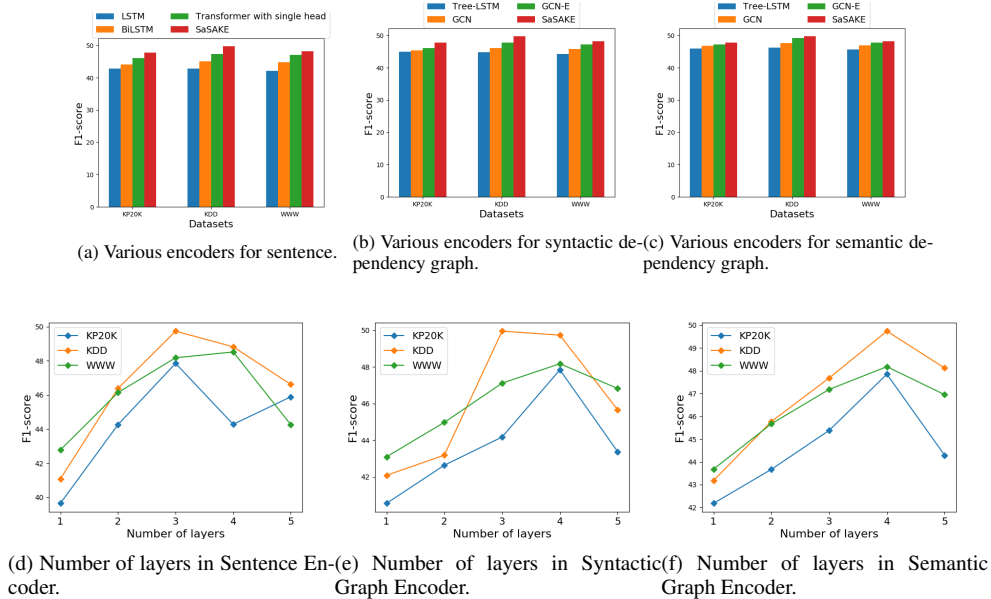 LSTM
BiLSTM
Transformer with single head
SaSAKE
50
40
30
20
10
0
F1-score
KP20K
KDD
WWW
Datasets
(a) Various encoders for sentence.
Tree-LSTM
GCN
GCN-E
SaSAKE
50
40
30
20
10
0
F1-score
KP20K
KDD
WWW
Datasets
(b) Various encoders for syntactic de-
pendency graph.
Tree-LSTM
GCN
GCN-E
SaSAKE
50
40
30
20
10
0
F1-score
KP20K
KDD
WWW
Datasets
(c) Various encoders for semantic de-
pendency graph.
KP20K
KDD
WWW
50
48
46
44
42
40
F1-score
1 2 3 4 5
Number of layers
(d) Number of layers in Sentence En-
coder.
KP20K
KDD
WWW
50
48
46
44
42
F1-score
1 2 3 4 5
Number of layers
(e) Number of layers in Syntactic
Graph Encoder.
KP20K
KDD
WWW
50
49
48
47
46
45
44
43
42
F1-score
1 2 3 4 5
Number of layers
(f) Number of layers in Semantic
Graph Encoder.